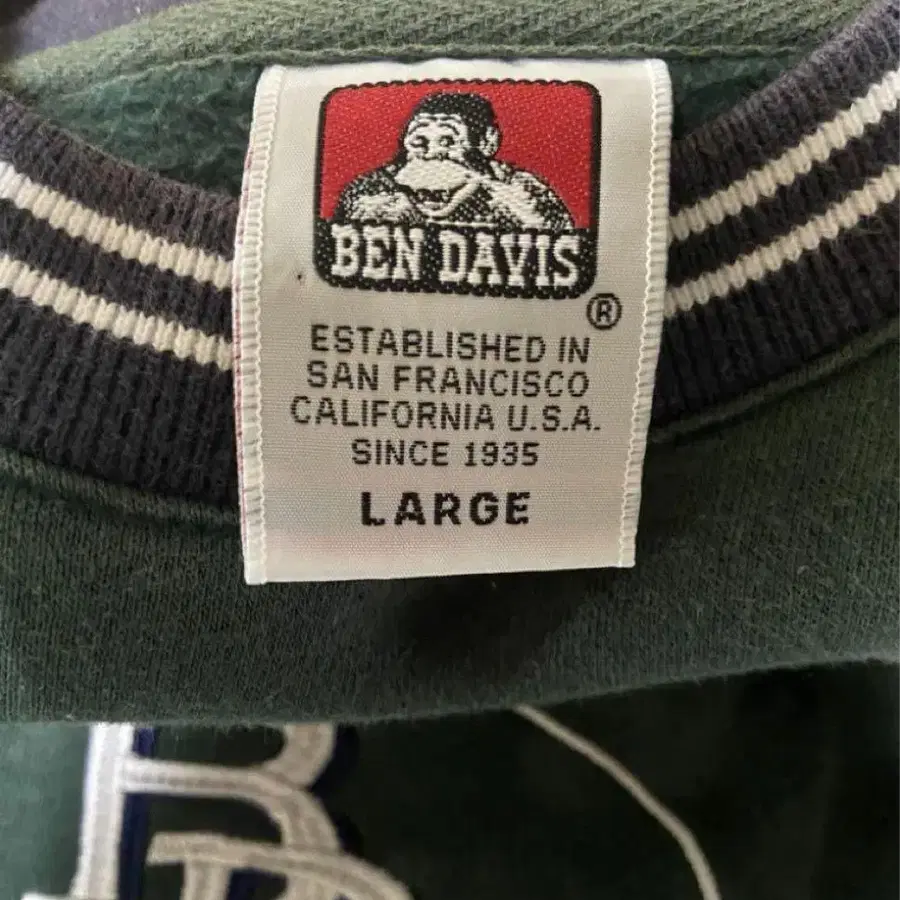 BEN DAVIS
®
ESTABLISHED IN
SAN FRANCISCO
CALIFORNIA U.S.A.
SINCE 1935
LARGE
B